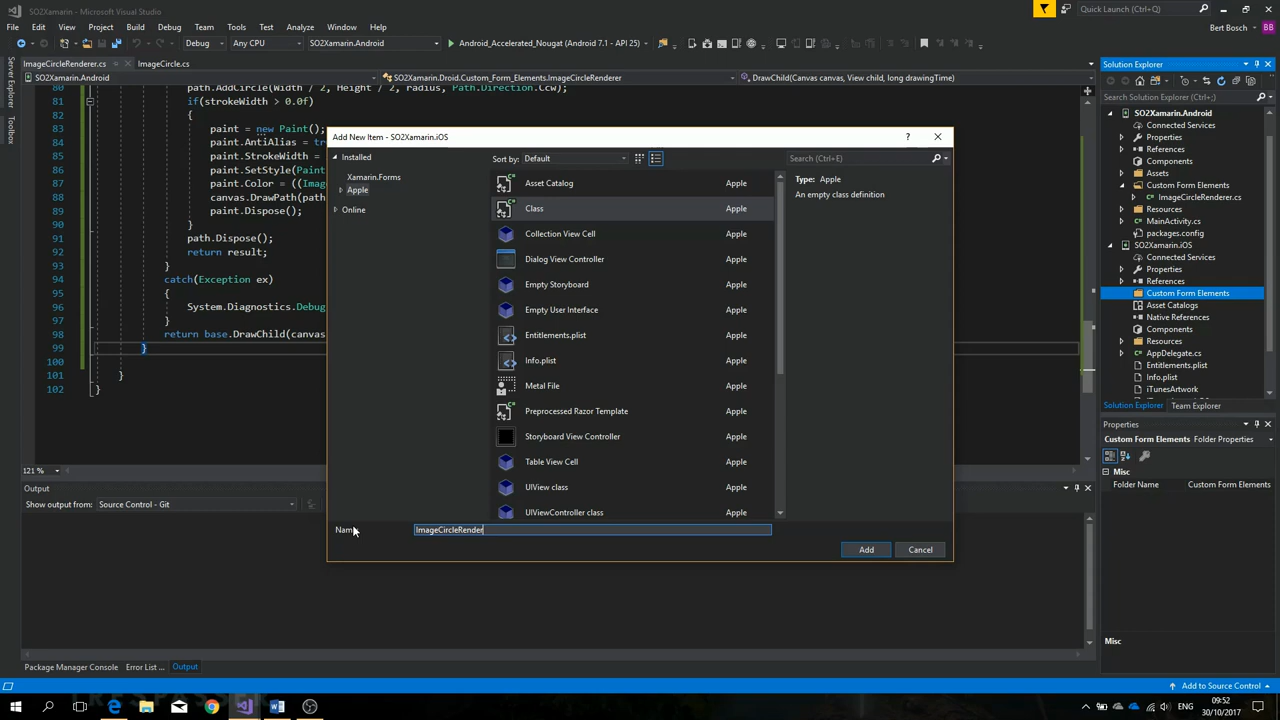 SO2Xamarin - Microsoft Visual Studio
Quick Launch (Ctrl+Q)
File Edit View Project Build Debug Team Tools Test Analyze Window Help
Bert Bosch
BB
Debug Any CPU SO2Xamarin.Android Android_Accelerated_Nougat (Android 7.1 - API 25)
Server Explorer
Toolbox
ImageCircleRenderer.cs ImageCircle.cs
SO2Xamarin.Android SO2Xamarin.Droid.Custom_Form_Elements.ImageCircleRenderer DrawChild(Canvas canvas, View child, long drawingTime)
80 path.AddCircle(Width / 2, Height / 2, radius, Path.Direction.Ccw);
81 if(strokeWidth > 0.0f)
82 {
83 paint = new Paint();
84 paint.AntiAlias = tr
85 paint.StrokeWidth =
86 paint.SetStyle(Paint
87 paint.Color = ((Imag
88 canvas.DrawPath(path
89 paint.Dispose();
90 }
91 path.Dispose();
92 return result;
93 }
94 catch(Exception ex)
95 {
96 System.Diagnostics.Debug
97 }
98 return base.DrawChild(canvas
99 }
100
101 }
102 }
121 %
Add New Item - SO2Xamarin.iOS
?
Installed
Xamarin.Forms
Apple
Online
Sort by: Default
Search (Ctrl+E)
Asset Catalog Apple
Class Apple
Collection View Cell Apple
Dialog View Controller Apple
Empty Storyboard Apple
Empty User Interface Apple
Entitlements.plist Apple
Info.plist Apple
Metal File Apple
Preprocessed Razor Template Apple
Storyboard View Controller Apple
Table View Cell Apple
UIView class Apple
UIViewController class Apple
Type: Apple
An empty class definition
Name: ImageCircleRender
Add Cancel
Solution Explorer
Search Solution Explorer (Ctrl+;)
SO2Xamarin.Android
Connected Services
Properties
References
Components
Assets
Custom Form Elements
ImageCircleRenderer.cs
Resources
MainActivity.cs
packages.config
SO2Xamarin.iOS
Connected Services
Properties
References
Custom Form Elements
Asset Catalogs
Native References
Components
Resources
AppDelegate.cs
Entitlements.plist
Info.plist
iTunesArtwork
Solution Explorer Team Explorer
Properties
Custom Form Elements Folder Properties
Misc
Folder Name Custom Form Elements
Misc
Output
Show output from: Source Control - Git
Package Manager Console Error List ... Output
Add to Source Control
ENG
09:52
30/10/2017